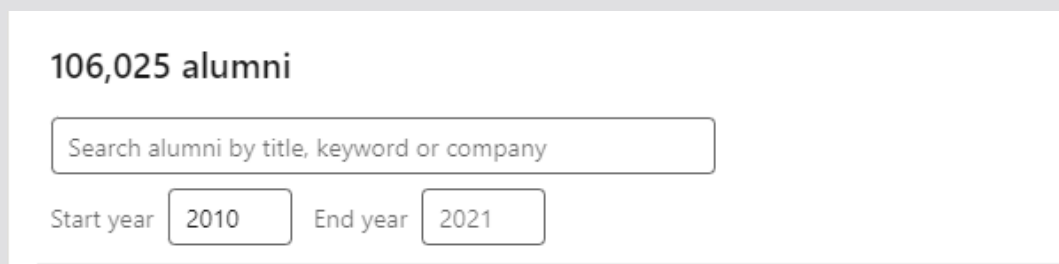 106,025 alumni
Search alumni by title, keyword or company
Start year 2010 End year 2021